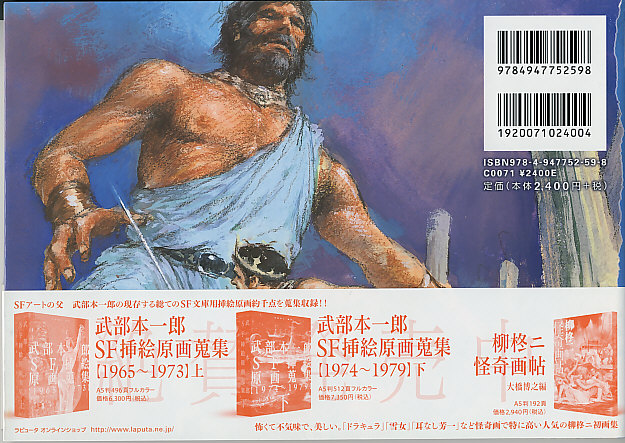 9784947752598
1920071024004
ISBN978-4-947752-59-8
C0071 ¥2400E
定価(本体2,400円+税)
SFアートの父 武部本一郎の現存する総てのSF文庫用挿絵原画約千点を蒐集収録!!
武部本一郎
SF挿絵原画蒐集
【1965~1973】上
A5判496頁フルカラー
価格6,300円(税込)
武部本一郎
SF挿絵原画蒐集
【1974~1979】下
A5判512頁フルカラー
価格7,350円(税込)
柳柊二
怪奇画帖
大橋博之編
A5判192頁
価格2,940円(税込)
ラピュータ オンラインショップ http://www.laputa.ne.jp/
怖くて不気味で、美しい。「ドラキュラ」「雪女」「耳なし芳一」など怪奇画で特に高い人気の柳柊二初画集